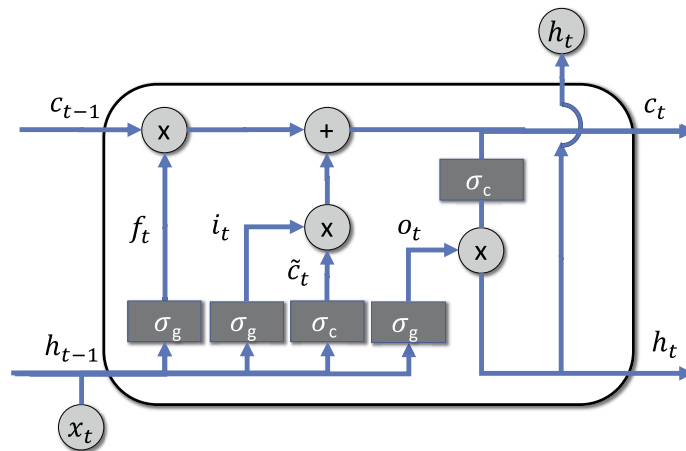 h_t
c_{t-1}
c_t
x
+
σ_c
f_t
i_t
x
o_t
x
c̃_t
σ_g
σ_g
σ_c
σ_g
h_{t-1}
h_t
x_t